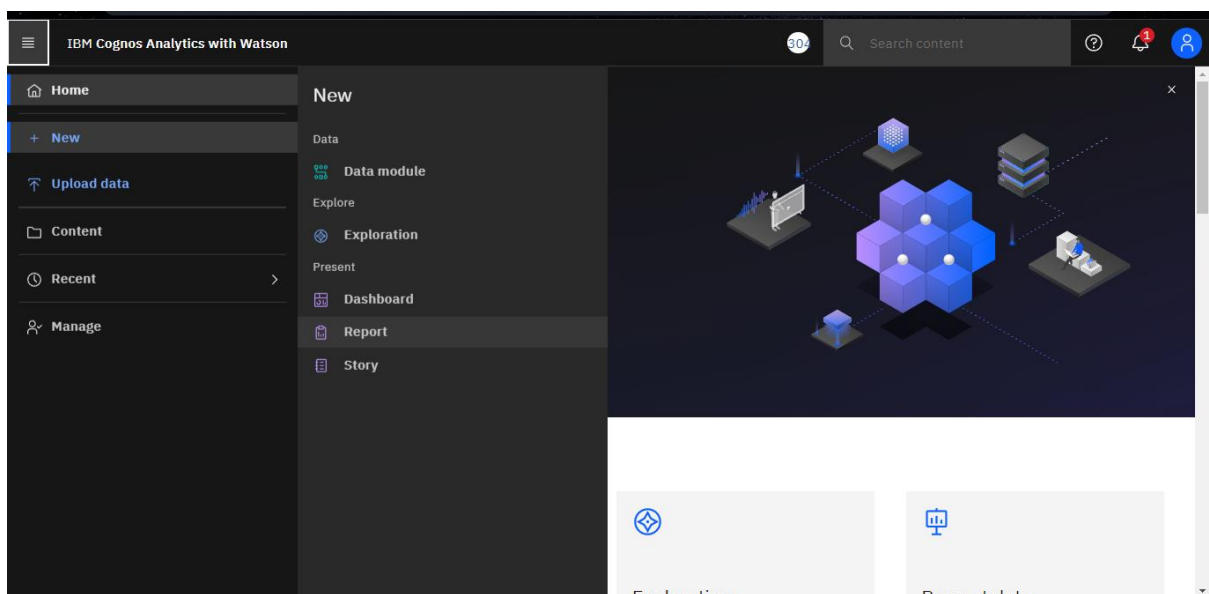 IBM Cognos Analytics with Watson
304
Search content
1
Home
New
Upload data
Content
Recent
Manage
New
Data
Data module
Explore
Exploration
Present
Dashboard
Report
Story